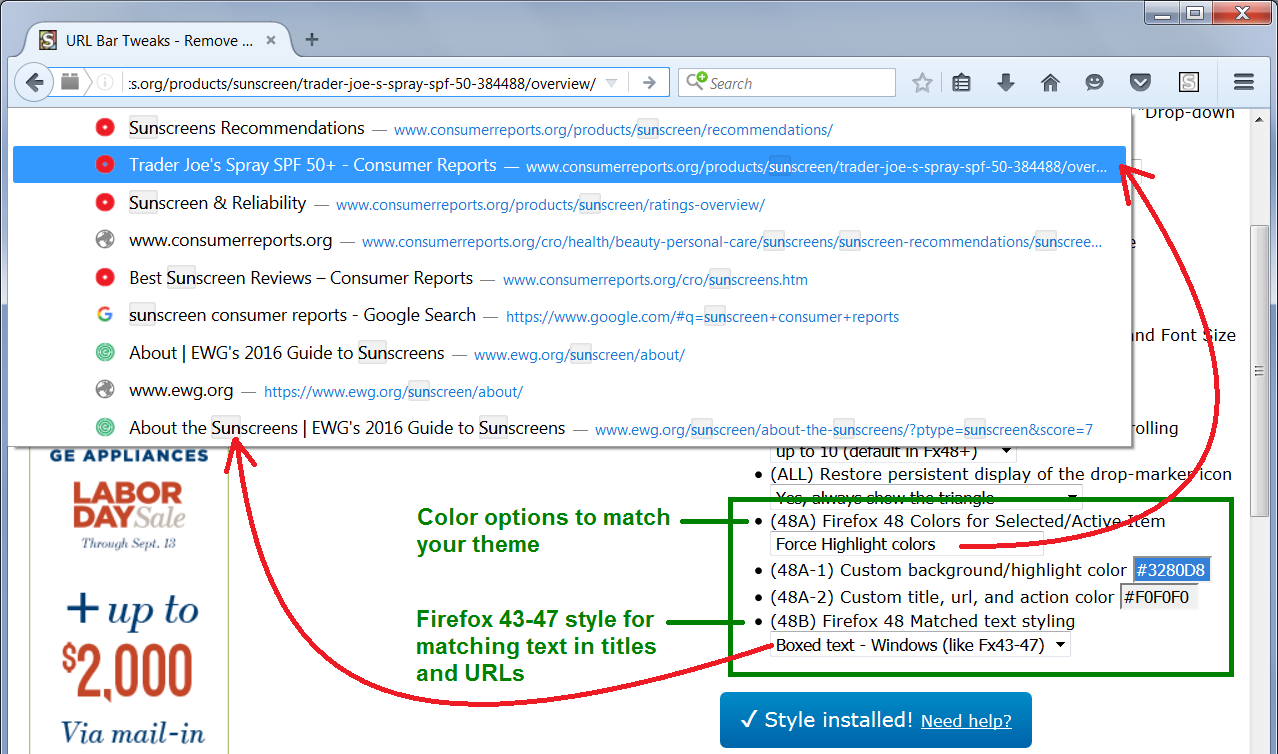 URL Bar Tweaks - Remove ...
:s.org/products/sunscreen/trader-joe-s-spray-spf-50-384488/overview/
Search
"Drop-down
Sunscreens Recommendations — www.consumerreports.org/products/sunscreen/recommendations/
Trader Joe's Spray SPF 50+ - Consumer Reports — www.consumerreports.org/products/sunscreen/trader-joe-s-spray-spf-50-384488/over...
Sunscreen & Reliability — www.consumerreports.org/products/sunscreen/ratings-overview/
www.consumerreports.org — www.consumerreports.org/cro/health/beauty-personal-care/sunscreens/sunscreen-recommendations/sunscree...
e
Best Sunscreen Reviews – Consumer Reports — www.consumerreports.org/cro/sunscreens.htm
sunscreen consumer reports - Google Search — https://www.google.com/#q=sunscreen+consumer+reports
and Font Size
About | EWG's 2016 Guide to Sunscreens — www.ewg.org/sunscreen/about/
www.ewg.org — https://www.ewg.org/sunscreen/about/
About the Sunscreens | EWG's 2016 Guide to Sunscreens — www.ewg.org/sunscreen/about-the-sunscreens/?ptype=sunscreen&score=7
rolling
up to 10 (default in Fx48+)
• (ALL) Restore persistent display of the drop-marker icon
Yes, always show the triangle
GE APPLIANCES
LABOR
DAY Sale
Through Sept. 13
+ up to
$2,000
Via mail-in
Color options to match
your theme
Firefox 43-47 style for
matching text in titles
and URLs
• (48A) Firefox 48 Colors for Selected/Active Item
Force Highlight colors
• (48A-1) Custom background/highlight color #3280D8
• (48A-2) Custom title, url, and action color #F0F0F0
• (48B) Firefox 48 Matched text styling
Boxed text - Windows (like Fx43-47)
✓ Style installed! Need help?